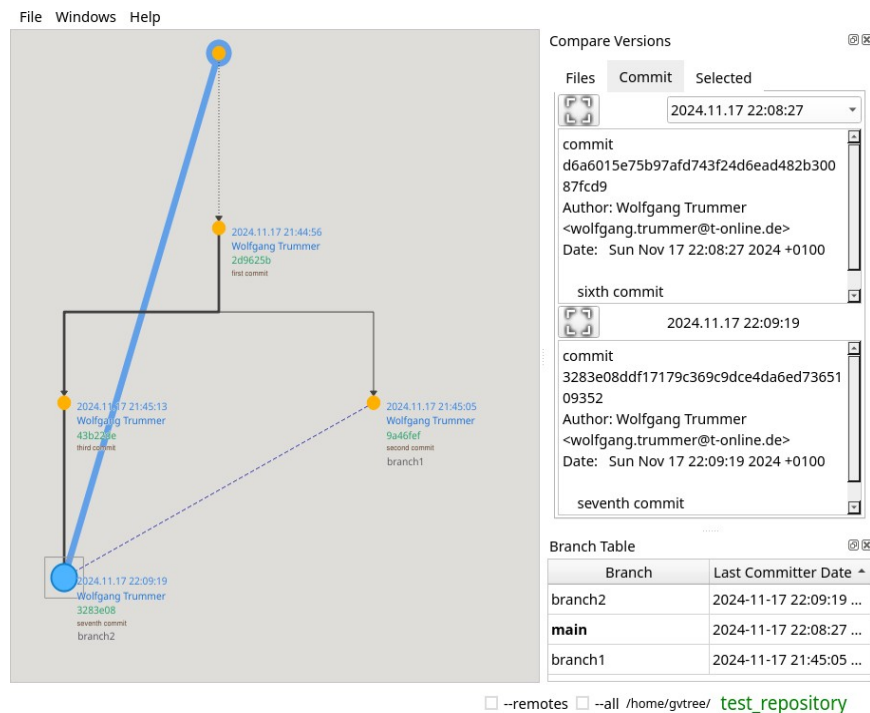 File Windows Help
Compare Versions
Files Commit Selected
2024.11.17 22:08:27
commit
d6a6015e75b97afd743f24d6ead482b300
87fcd9
Author: Wolfgang Trummer
<wolfgang.trummer@t-online.de>
Date: Sun Nov 17 22:08:27 2024 +0100
sixth commit
2024.11.17 22:09:19
commit
3283e08ddf17179c369c9dce4da6ed73651
09352
Author: Wolfgang Trummer
<wolfgang.trummer@t-online.de>
Date: Sun Nov 17 22:09:19 2024 +0100
seventh commit
2024.11.17 21:44:56
Wolfgang Trummer
2d9625b
first commit
2024.11.17 21:45:13
Wolfgang Trummer
third commit
2024.11.17 21:45:05
Wolfgang Trummer
9a46fef
second commit
branch1
2024.11.17 22:09:19
Wolfgang Trummer
3283e08
seventh commit
branch2
Branch Table
Branch Last Committer Date
branch2 2024-11-17 22:09:19 ...
main 2024-11-17 22:08:27 ...
branch1 2024-11-17 21:45:05 ...
--remotes --all /home/gvtree/ test_repository